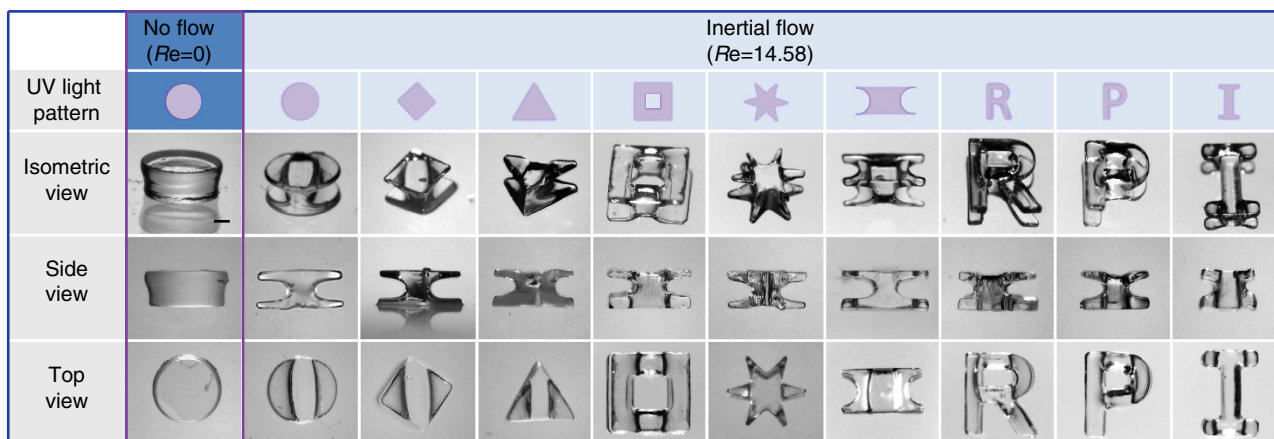 No flow
(Re=0)
Inertial flow
(Re=14.58)
UV light
pattern
R
P
I
Isometric
view
Side
view
Top
view